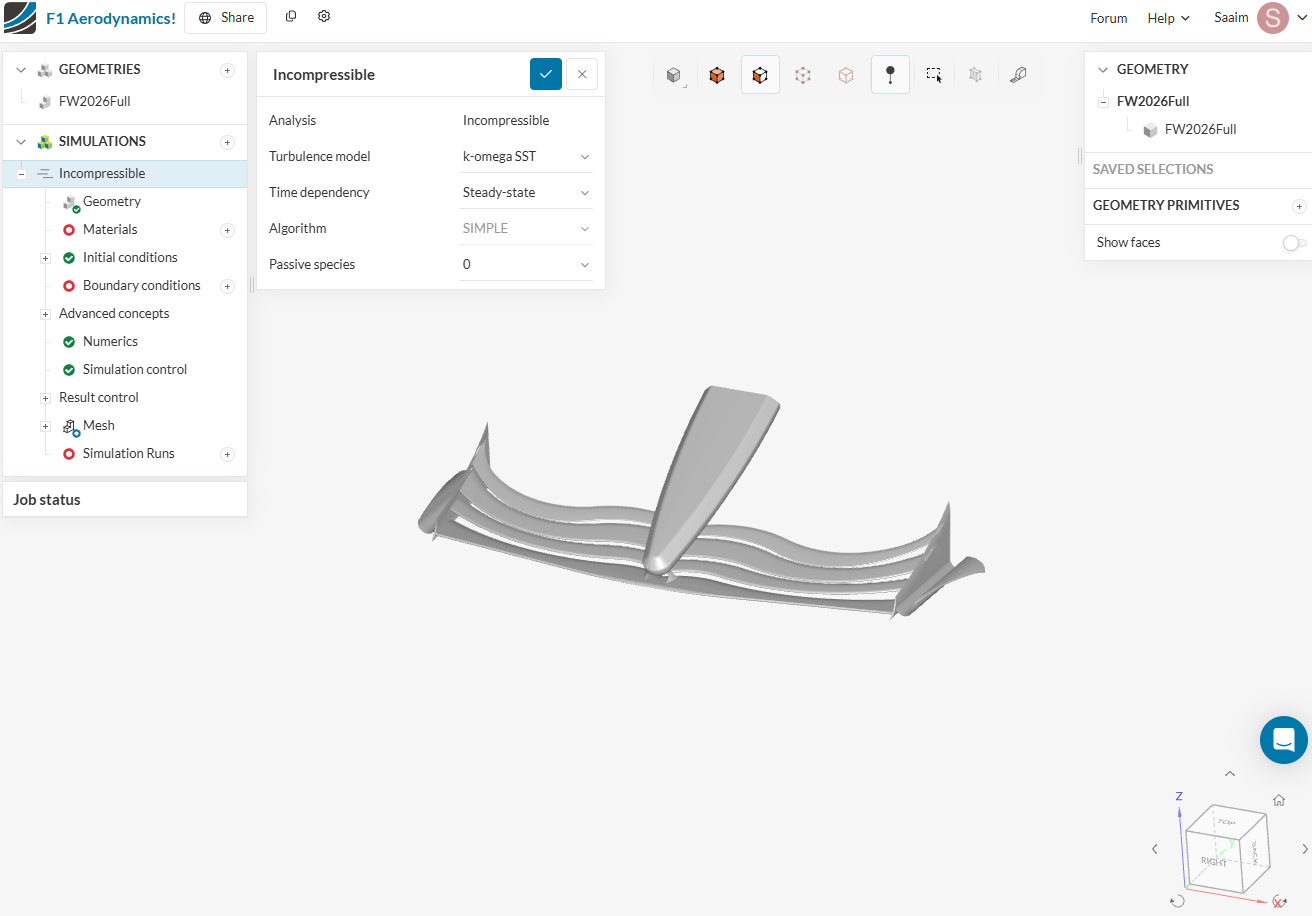 F1 Aerodynamics!
Share
Forum
Help
Saaim
S
GEOMETRIES
FW2026Full
SIMULATIONS
Incompressible
Geometry
Materials
Initial conditions
Boundary conditions
Advanced concepts
Numerics
Simulation control
Result control
Mesh
Simulation Runs
Job status
Incompressible
Analysis Incompressible
Turbulence model k-omega SST
Time dependency Steady-state
Algorithm SIMPLE
Passive species 0
GEOMETRY
FW2026Full
FW2026Full
SAVED SELECTIONS
GEOMETRY PRIMITIVES
Show faces
Z
TOP
Y
RIGHT
BACK
X